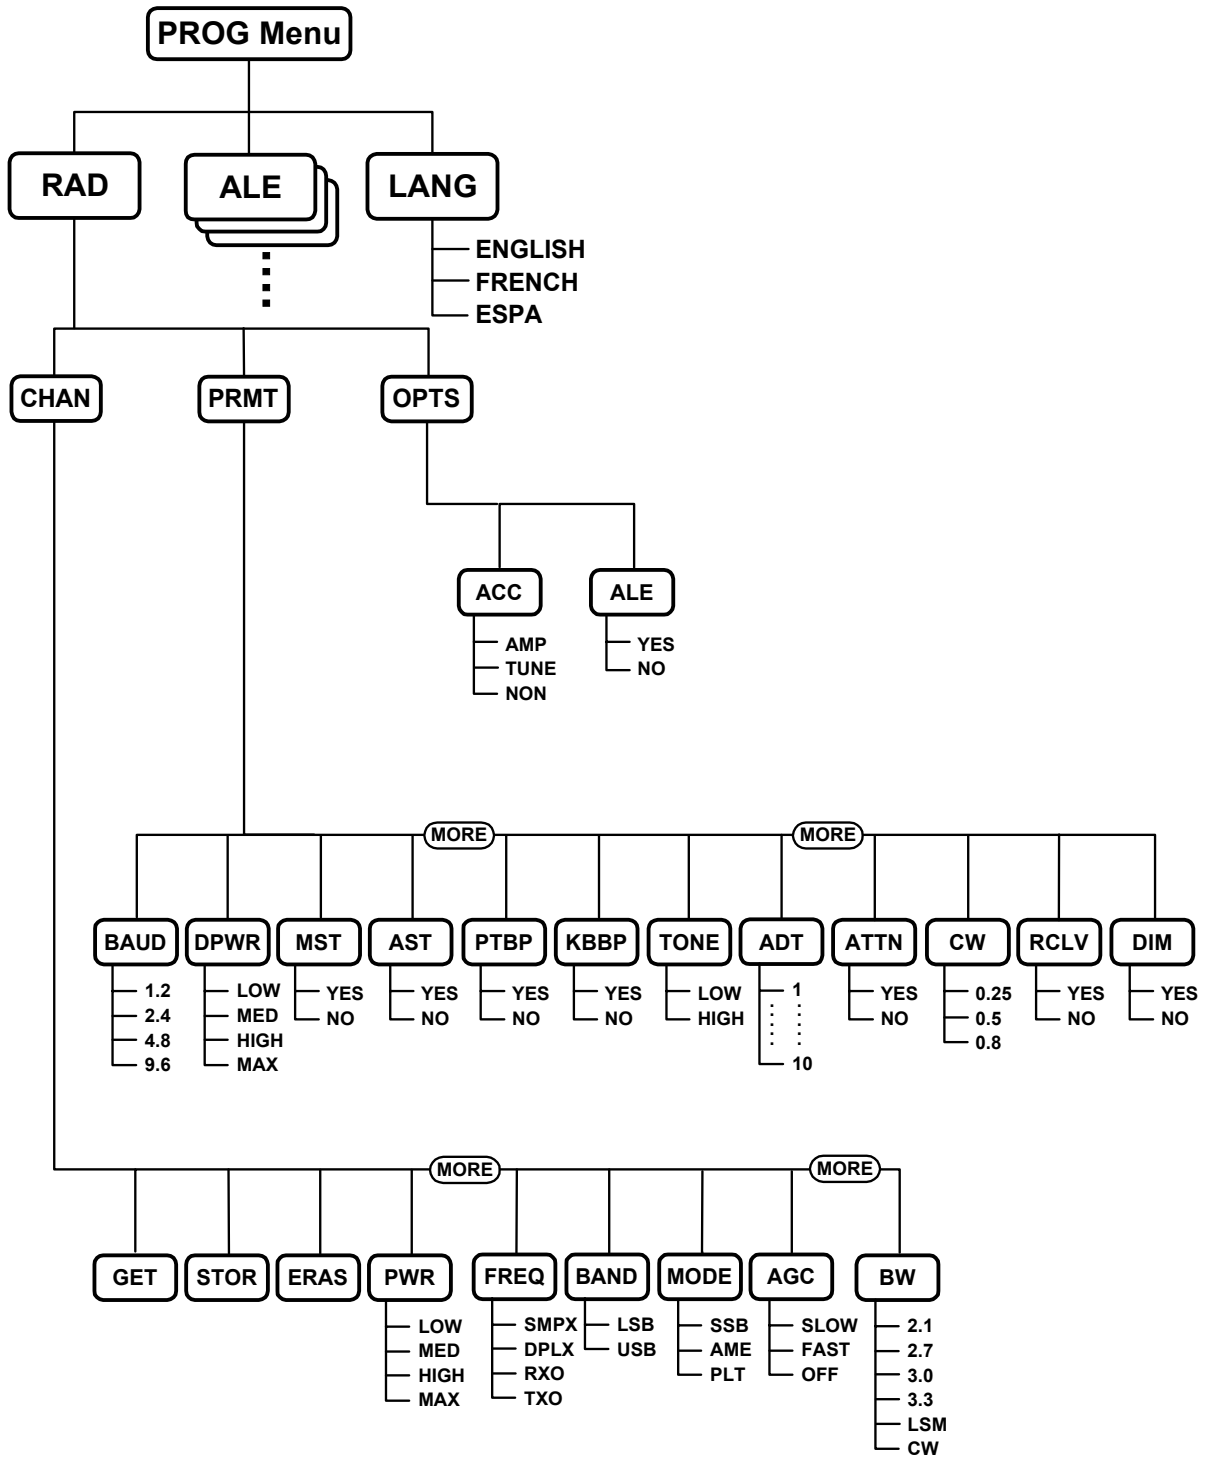 PROG Menu
RAD
ALE
LANG
ENGLISH
FRENCH
ESPA
CHAN
PRMT
OPTS
ACC
ALE
AMP
TUNE
NON
YES
NO
MORE
MORE
BAUD
DPWR
MST
AST
PTBP
KBBP
TONE
ADT
ATTN
CW
RCLV
DIM
1.2
2.4
4.8
9.6
LOW
MED
HIGH
MAX
YES
NO
YES
NO
YES
NO
YES
NO
LOW
HIGH
1
10
YES
NO
0.25
0.5
0.8
YES
NO
YES
NO
MORE
MORE
GET
STOR
ERAS
PWR
FREQ
BAND
MODE
AGC
BW
LOW
MED
HIGH
MAX
SMPX
DPLX
RXO
TXO
LSB
USB
SSB
AME
PLT
SLOW
FAST
OFF
2.1
2.7
3.0
3.3
LSM
CW